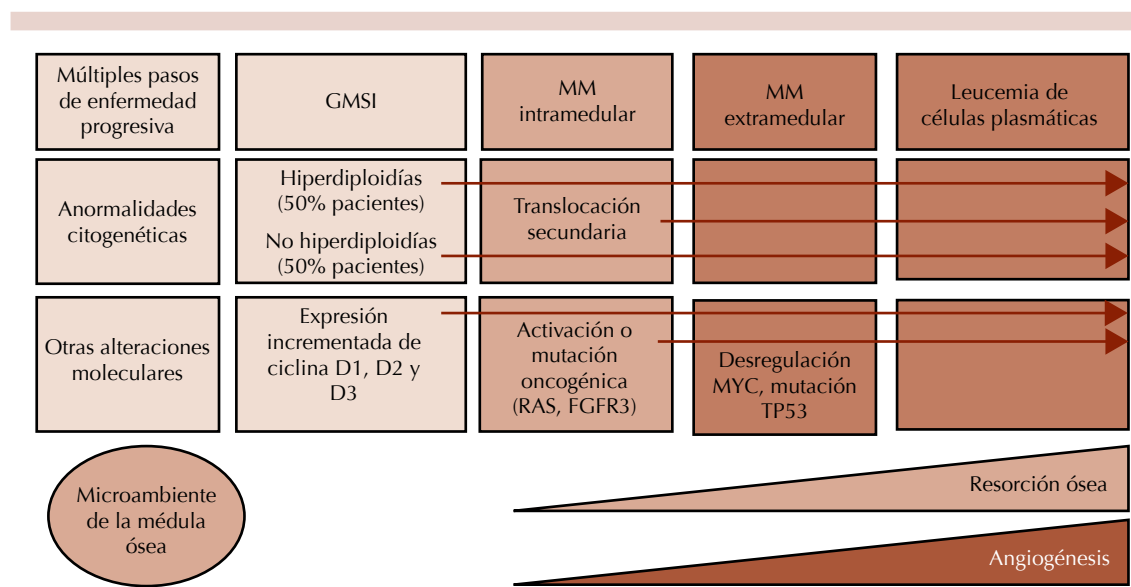 Múltiples pasos
de enfermedad
progresiva
GMSI
MM
intramedular
MM
extramedular
Leucemia de
células plasmáticas
Anormalidades
citogenéticas
Hiperdiploidías
(50% pacientes)
No hiperdiploidías
(50% pacientes)
Translocación
secundaria
Otras alteraciones
moleculares
Expresión
incrementada de
ciclina D1, D2 y
D3
Activación o
mutación
oncogénica
(RAS, FGFR3)
Desregulación
MYC, mutación
TP53
Microambiente
de la médula
ósea
Resorción ósea
Angiogénesis